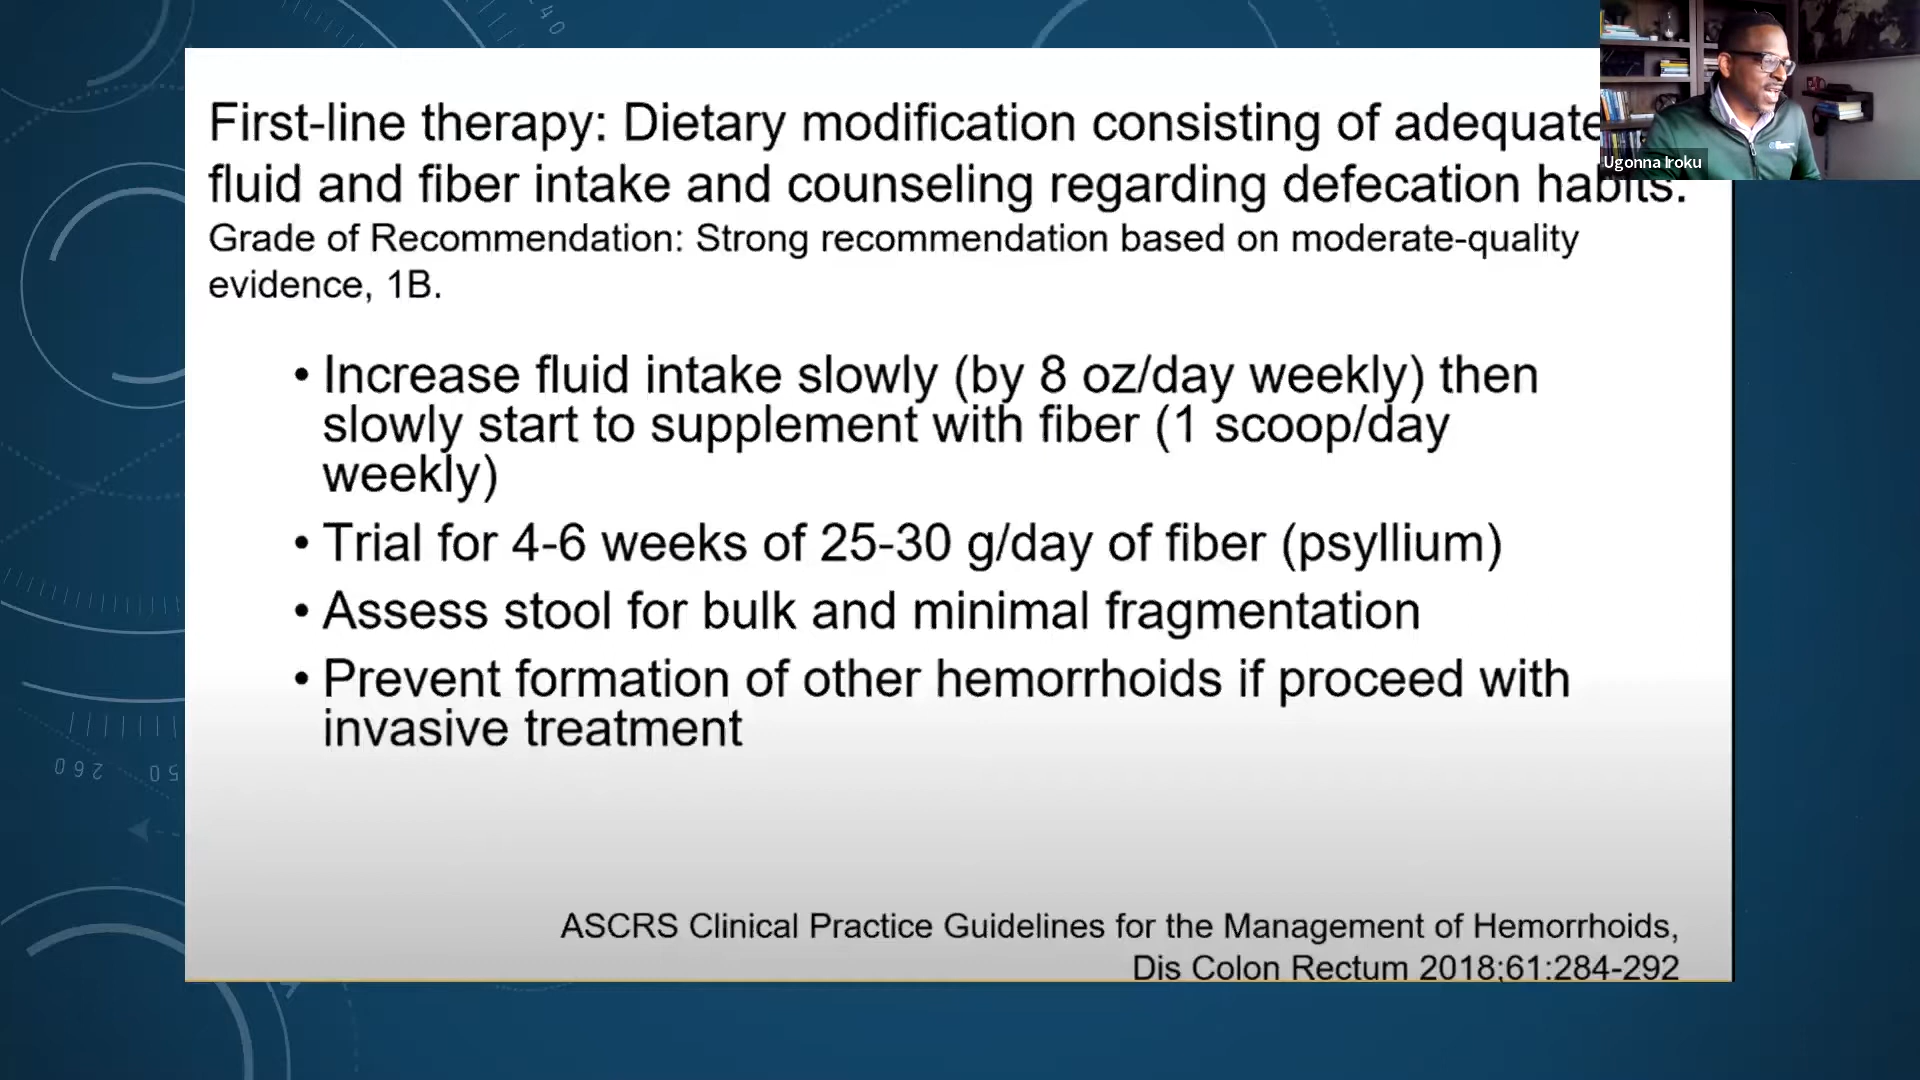 First-line therapy: Dietary modification consisting of adequate
fluid and fiber intake and counseling regarding defecation habits.
Grade of Recommendation: Strong recommendation based on moderate-quality
evidence, 1B.
• Increase fluid intake slowly (by 8 oz/day weekly) then
slowly start to supplement with fiber (1 scoop/day
weekly)
• Trial for 4-6 weeks of 25-30 g/day of fiber (psyllium)
• Assess stool for bulk and minimal fragmentation
• Prevent formation of other hemorrhoids if proceed with
invasive treatment
ASCRS Clinical Practice Guidelines for the Management of Hemorrhoids,
Dis Colon Rectum 2018;61:284-292
Ugonna Iroku
40
260